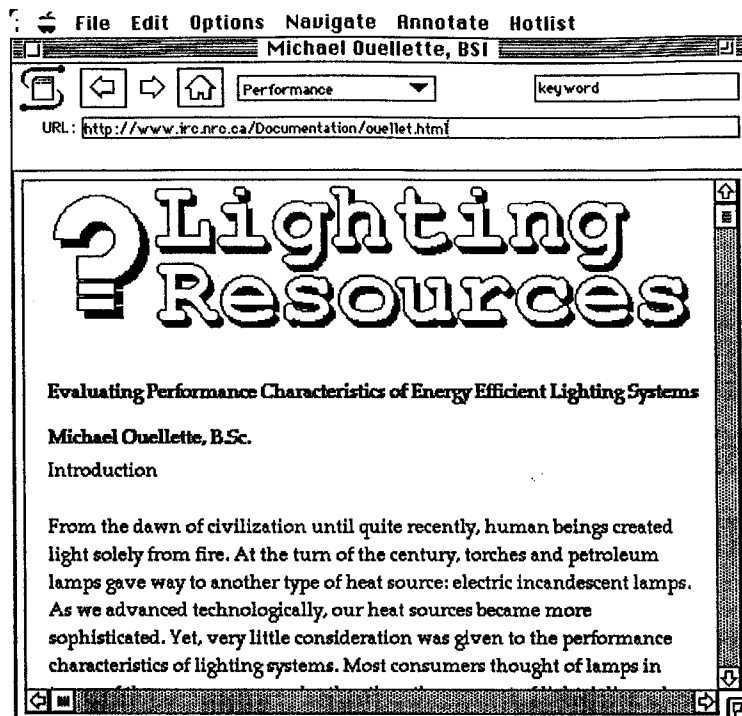 File Edit Options Navigate Annotate Hotlist
Michael Ouellette, BSI
Performance
keyword
URL: http://www.irc.nrc.ca/Documentation/ouellet.html
? Lighting
Resources
Evaluating Performance Characteristics of Energy Efficient Lighting Systems
Michael Ouellette, B.Sc.
Introduction
From the dawn of civilization until quite recently, human beings created
light solely from fire. At the turn of the century, torches and petroleum
lamps gave way to another type of heat source: electric incandescent lamps.
As we advanced technologically, our heat sources became more
sophisticated. Yet, very little consideration was given to the performance
characteristics of lighting systems. Most consumers thought of lamps in